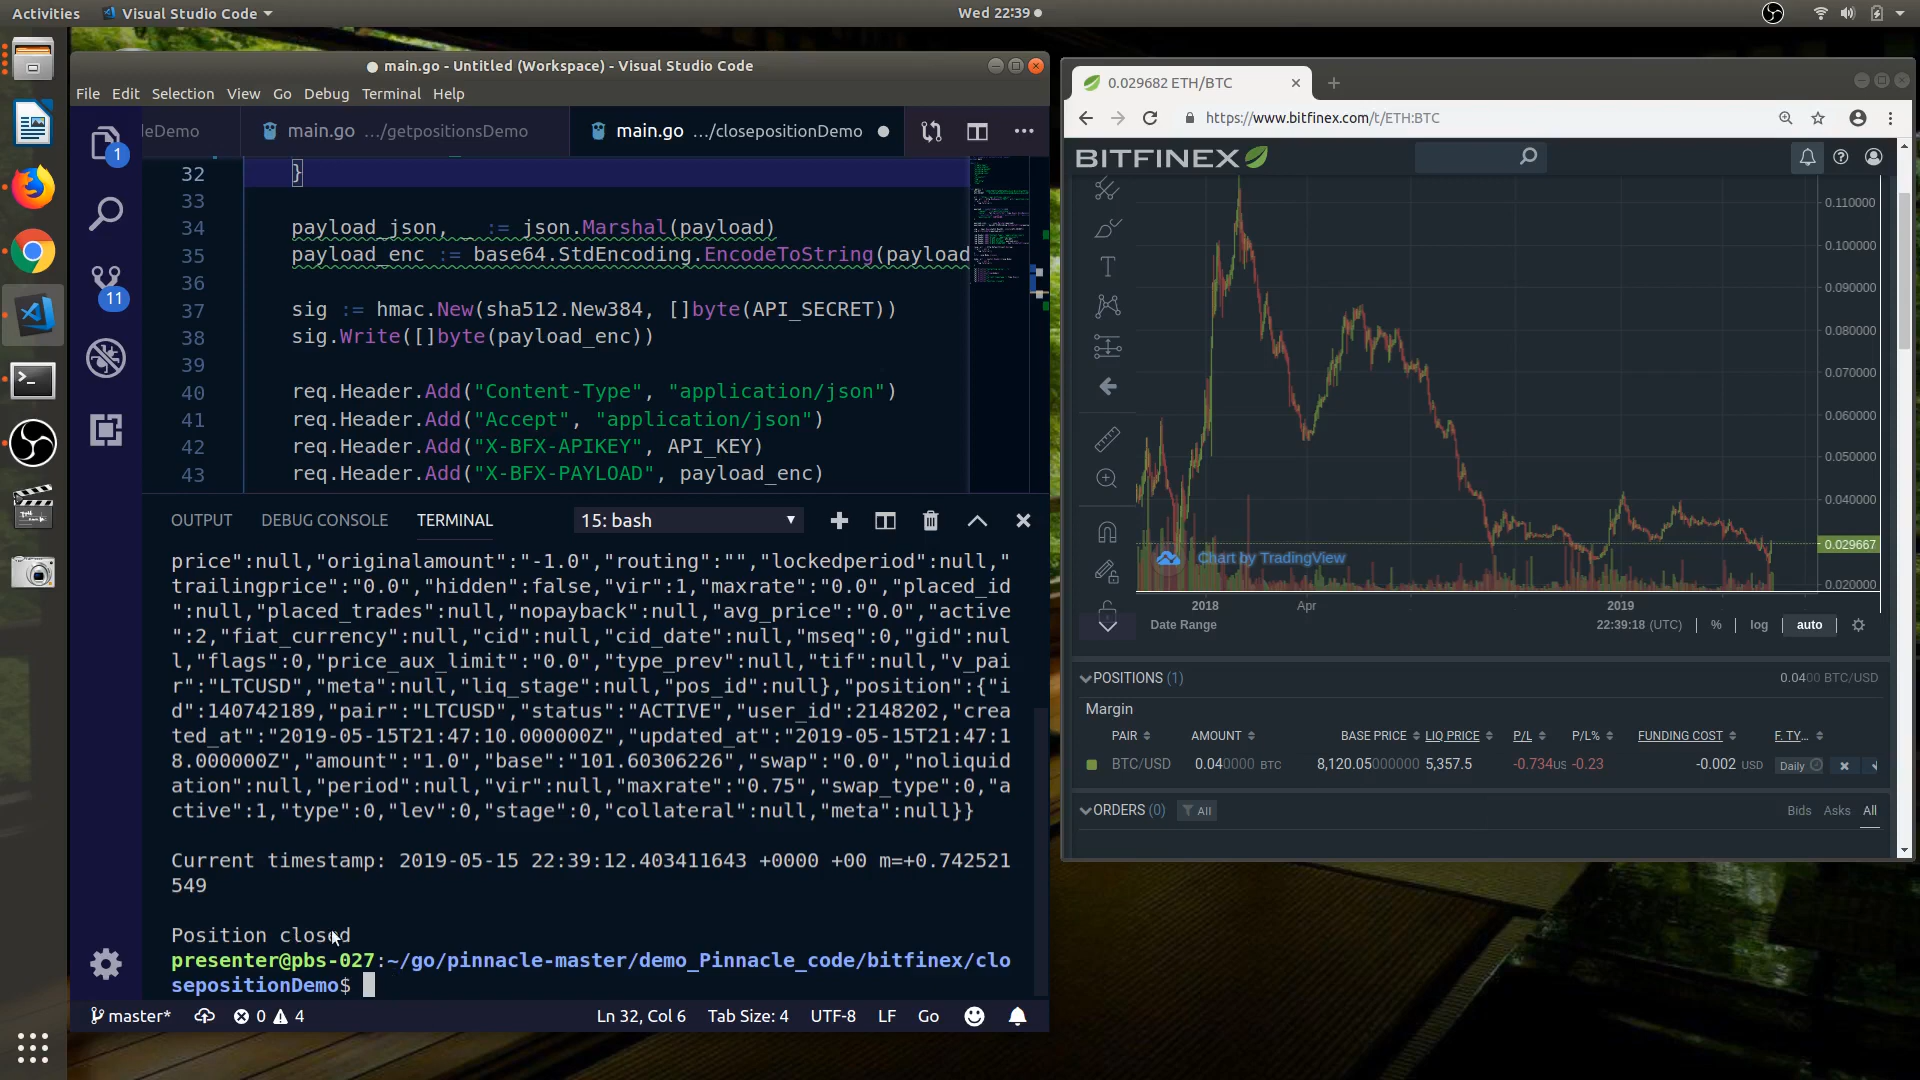 Activities
Visual Studio Code
Wed 22:39
main.go - Untitled (Workspace) - Visual Studio Code
File Edit Selection View Go Debug Terminal Help
leDemo
main.go …/getpositionsDemo
main.go …/closepositionDemo
1
11
32 }
33
34 payload_json, _ := json.Marshal(payload)
35 payload_enc := base64.StdEncoding.EncodeToString(payload
36
37 sig := hmac.New(sha512.New384, []byte(API_SECRET))
38 sig.Write([]byte(payload_enc))
39
40 req.Header.Add("Content-Type", "application/json")
41 req.Header.Add("Accept", "application/json")
42 req.Header.Add("X-BFX-APIKEY", API_KEY)
43 req.Header.Add("X-BFX-PAYLOAD", payload_enc)
OUTPUT DEBUG CONSOLE TERMINAL 15: bash
price":null,"originalamount":"-1.0","routing":"","lockedperiod":null,"
trailingprice":"0.0","hidden":false,"vir":1,"maxrate":"0.0","placed_id
":null,"placed_trades":null,"nopayback":null,"avg_price":"0.0","active
":2,"fiat_currency":null,"cid":null,"cid_date":null,"mseq":0,"gid":nul
l,"flags":0,"price_aux_limit":"0.0","type_prev":null,"tif":null,"v_pai
r":"LTCUSD","meta":null,"liq_stage":null,"pos_id":null},"position":{"i
d":140742189,"pair":"LTCUSD","status":"ACTIVE","user_id":2148202,"crea
ted_at":"2019-05-15T21:47:10.000000Z","updated_at":"2019-05-15T21:47:1
8.000000Z","amount":"1.0","base":"101.60306226","swap":"0.0","noliquid
ation":null,"period":null,"vir":null,"maxrate":"0.75","swap_type":0,"a
ctive":1,"type":0,"lev":0,"stage":0,"collateral":null,"meta":null}}
Current timestamp: 2019-05-15 22:39:12.403411643 +0000 +00 m=+0.742521
549
Position closed
presenter@pbs-027:~/go/pinnacle-master/demo_Pinnacle_code/bitfinex/clo
sepositionDemo$
master* 0 4 Ln 32, Col 6 Tab Size: 4 UTF-8 LF Go
0.029682 ETH/BTC
https://www.bitfinex.com/t/ETH:BTC
BITFINEX
0.110000
0.100000
0.090000
0.080000
0.070000
0.060000
0.050000
0.040000
0.029667
0.020000
Chart by TradingView
2018 Apr 2019
Date Range 22:39:18 (UTC) % log auto
POSITIONS (1) 0.0400 BTC/USD
Margin
PAIR AMOUNT BASE PRICE LIQ PRICE P/L P/L% FUNDING COST F. TY...
BTC/USD 0.040000 BTC 8,120.05000000 5,357.5 -0.734US -0.23 -0.002 USD Daily
ORDERS (0) All Bids Asks All